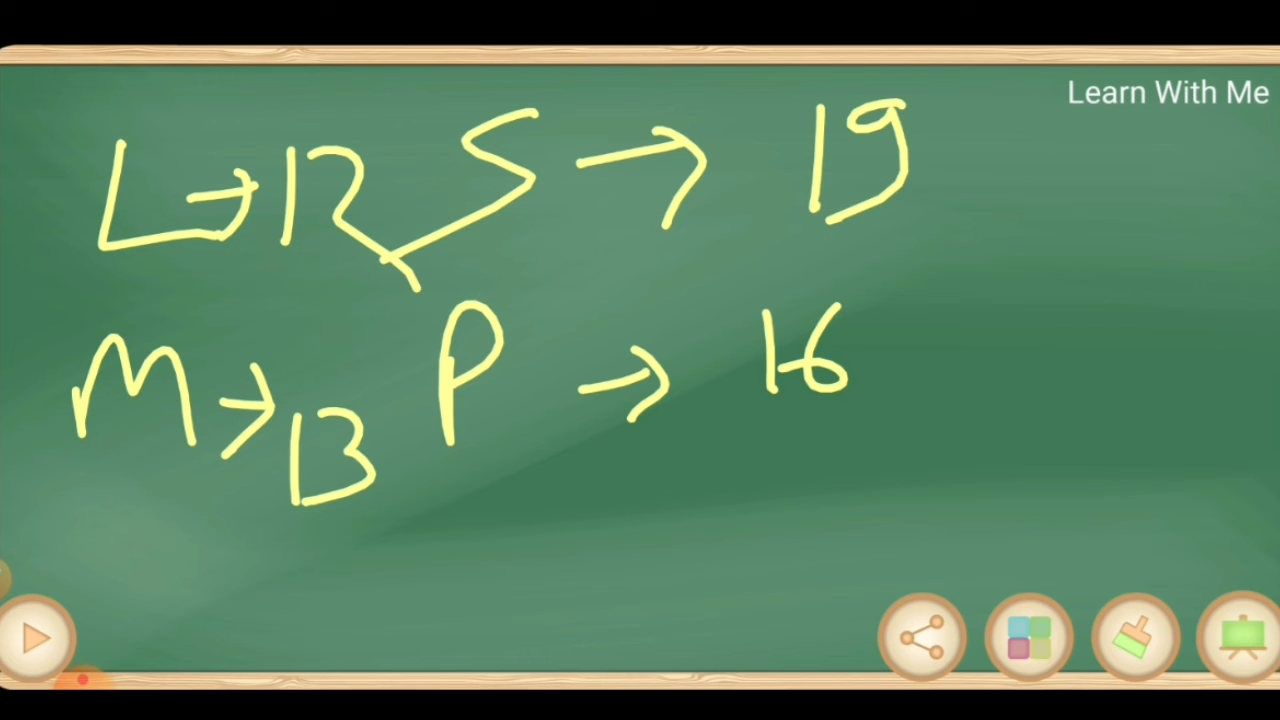 Learn With Me
L → 12 S → 19
M → 13 P → 16